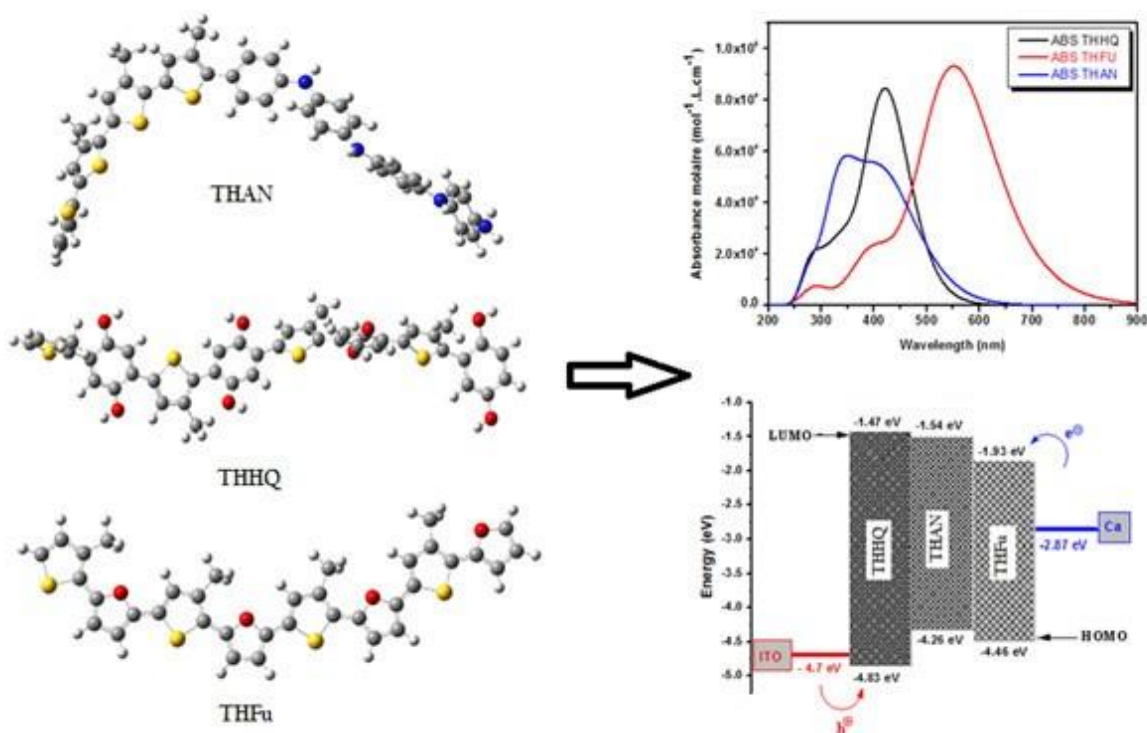 THAN
THHQ
THFu
Absorbance molaire (mol⁻¹.L.cm⁻¹)
1.0x10⁴
8.0x10⁴
6.0x10⁴
4.0x10⁴
2.0x10⁴
0.0
ABS THHQ
ABS THFU
ABS THAN
200 300 400 500 600 700 800 900
Wavelength (nm)
Energy (eV)
-1.0
-1.5
-2.0
-2.5
-3.0
-3.5
-4.0
-4.5
-5.0
LUMO
-1.47 eV
-1.54 eV
-1.93 eV
e⊖
THHQ
THAN
THFu
Ca
-2.87 eV
ITO
- 4.7 eV
-4.83 eV
-4.26 eV
-4.46 eV
HOMO
h⊕